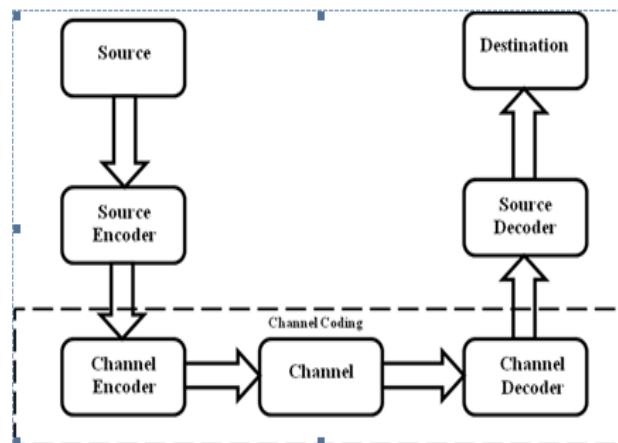 Source
Destination
Source
Encoder
Source
Decoder
Channel Coding
Channel
Encoder
Channel
Channel
Decoder